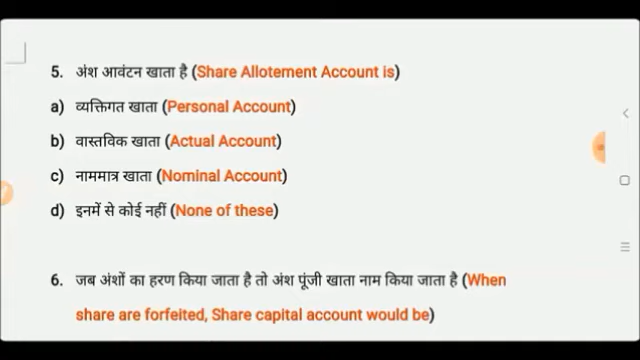 5. अंश आवंटन खाता है (Share Allotement Account is)
a) व्यक्तिगत खाता (Personal Account)
b) वास्तविक खाता (Actual Account)
c) नाममात्र खाता (Nominal Account)
d) इनमें से कोई नहीं (None of these)
6. जब अंशों का हरण किया जाता है तो अंश पूंजी खाता नाम किया जाता है (When
share are forfeited, Share capital account would be)